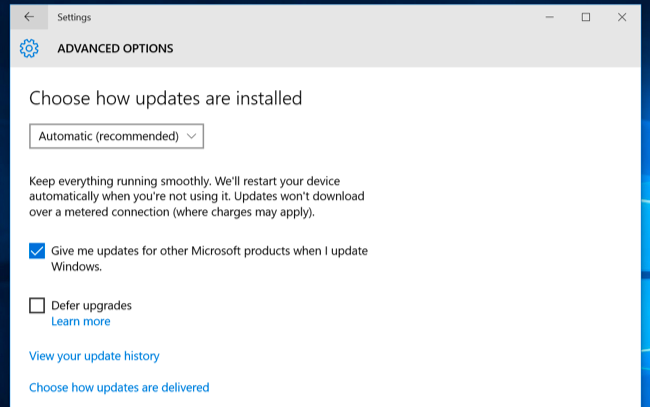 Settings
ADVANCED OPTIONS
Choose how updates are installed
Automatic (recommended)
Keep everything running smoothly. We'll restart your device
automatically when you're not using it. Updates won't download
over a metered connection (where charges may apply).
Give me updates for other Microsoft products when I update
Windows.
Defer upgrades
Learn more
View your update history
Choose how updates are delivered